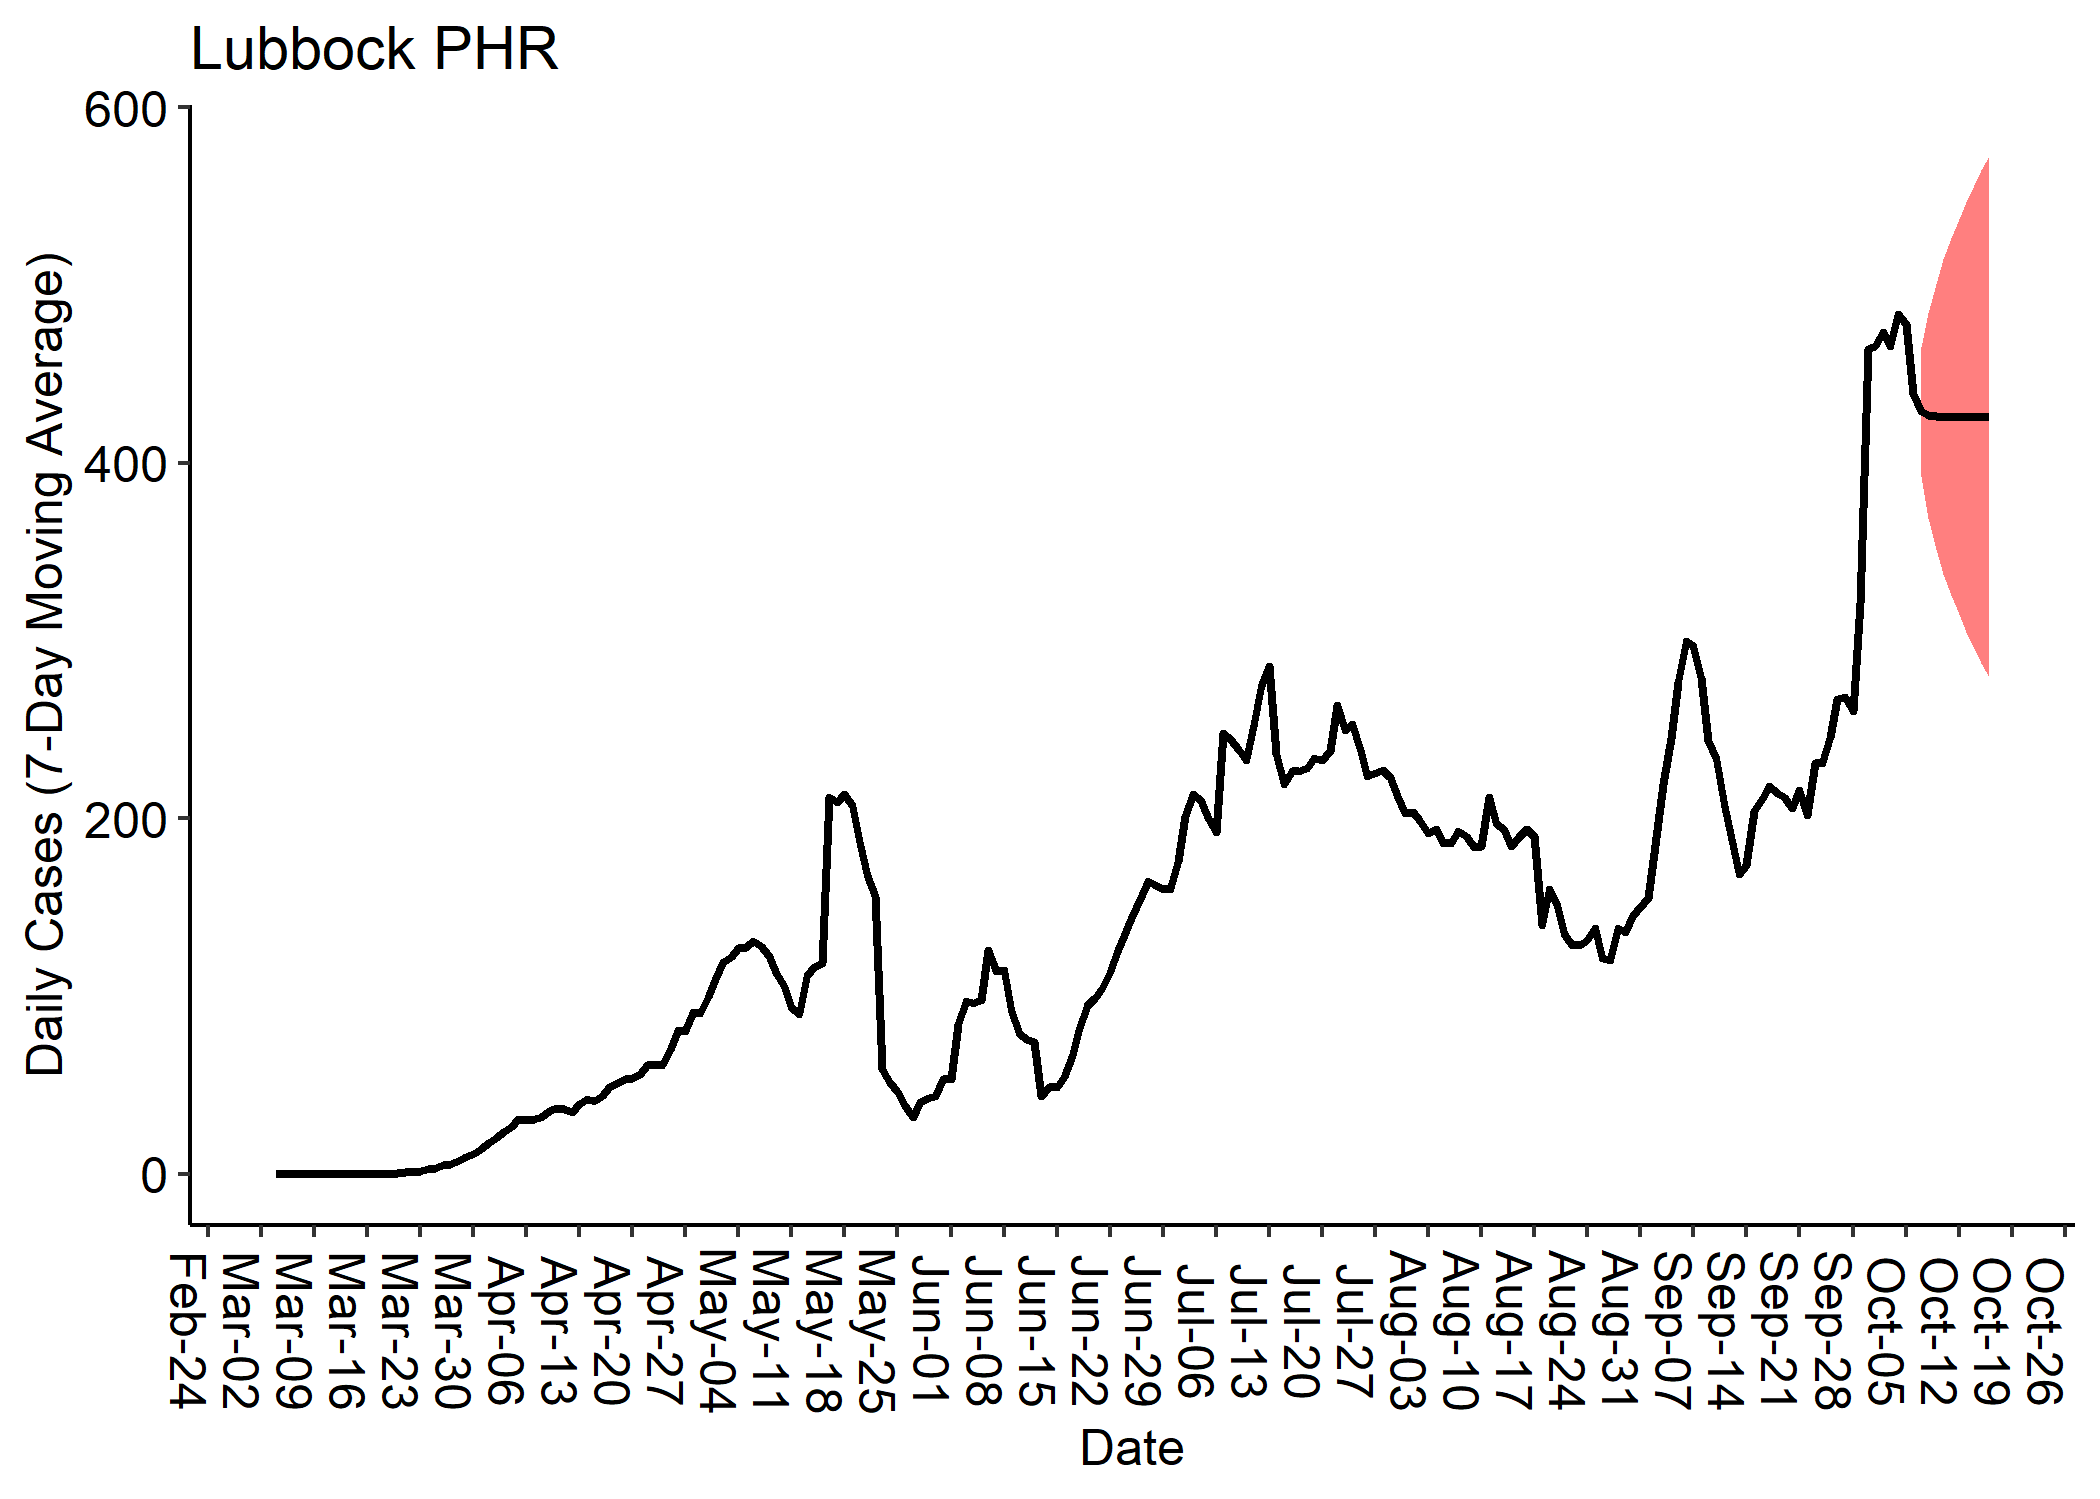 Lubbock PHR
600
400
200
0
Daily Cases (7-Day Moving Average)
Feb-24
Mar-02
Mar-09
Mar-16
Mar-23
Mar-30
Apr-06
Apr-13
Apr-20
Apr-27
May-04
May-11
May-18
May-25
Jun-01
Jun-08
Jun-15
Jun-22
Jun-29
Jul-06
Jul-13
Jul-20
Jul-27
Aug-03
Aug-10
Aug-17
Aug-24
Aug-31
Sep-07
Sep-14
Sep-21
Sep-28
Oct-05
Oct-12
Oct-19
Oct-26
Date